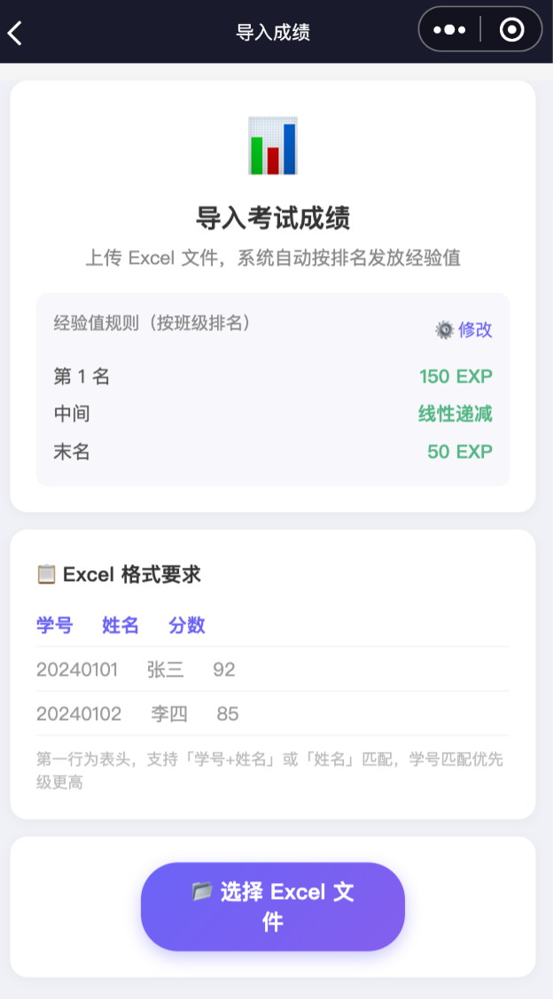 导入成绩
导入考试成绩
上传 Excel 文件，系统自动按排名发放经验值
经验值规则（按班级排名）
修改
第 1 名 150 EXP
中间 线性递减
末名 50 EXP
Excel 格式要求
学号 姓名 分数
20240101 张三 92
20240102 李四 85
第一行为表头，支持「学号+姓名」或「姓名」匹配，学号匹配优先
级更高
选择 Excel 文
件